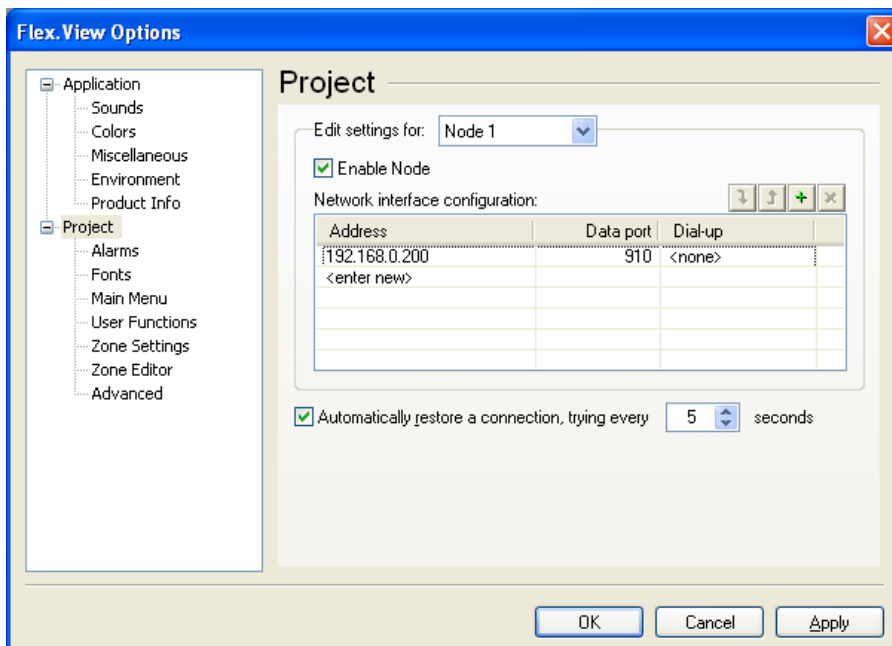 Flex.View Options
Application
Sounds
Colors
Miscellaneous
Environment
Product Info
Project
Alarms
Fonts
Main Menu
User Functions
Zone Settings
Zone Editor
Advanced
Project
Edit settings for: Node 1
Enable Node
Network interface configuration:
Address Data port Dial-up
192.168.0.200 910 <none>
<enter new>
Automatically restore a connection, trying every 5 seconds
OK Cancel Apply